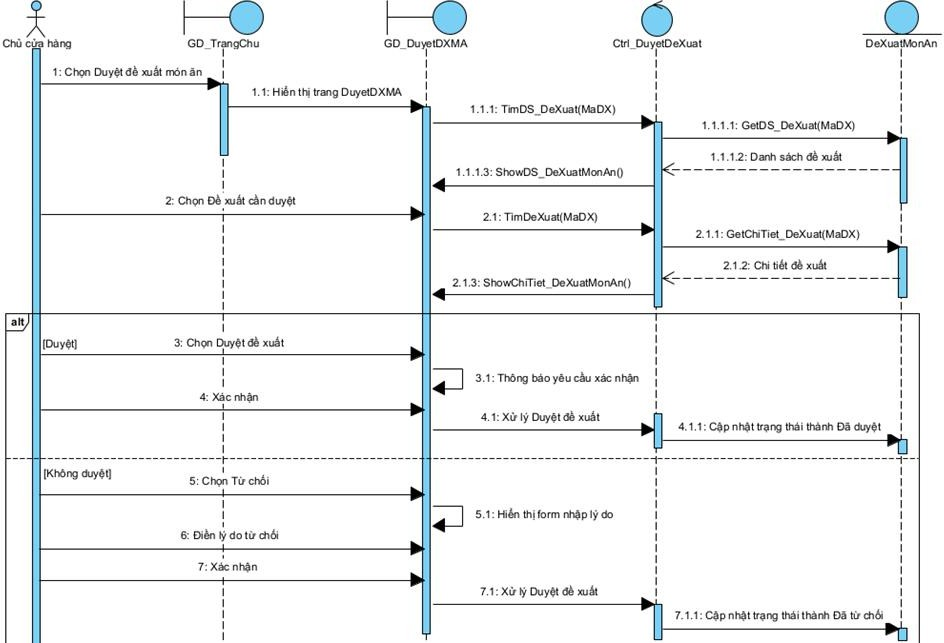 Chủ cửa hàng
GD_TrangChu
GD_DuyetDXMA
Ctrl_DuyetDeXuat
DeXuatMonAn
1: Chọn Duyệt đề xuất món ăn
1.1: Hiển thị trang DuyetDXMA
1.1.1: TimDS_DeXuat(MaDX)
1.1.1.1: GetDS_DeXuat(MaDX)
1.1.1.2: Danh sách đề xuất
1.1.1.3: ShowDS_DeXuatMonAn()
2: Chọn Đề xuất cần duyệt
2.1: TimDeXuat(MaDX)
2.1.1: GetChiTiet_DeXuat(MaDX)
2.1.2: Chi tiết đề xuất
2.1.3: ShowChiTiet_DeXuatMonAn()
alt
[Duyệt]
3: Chọn Duyệt đề xuất
3.1: Thông báo yêu cầu xác nhận
4: Xác nhận
4.1: Xử lý Duyệt đề xuất
4.1.1: Cập nhật trạng thái thành Đã duyệt
[Không duyệt]
5: Chọn Từ chối
5.1: Hiển thị form nhập lý do
6: Điền lý do từ chối
7: Xác nhận
7.1: Xử lý Duyệt đề xuất
7.1.1: Cập nhật trạng thái thành Đã từ chối